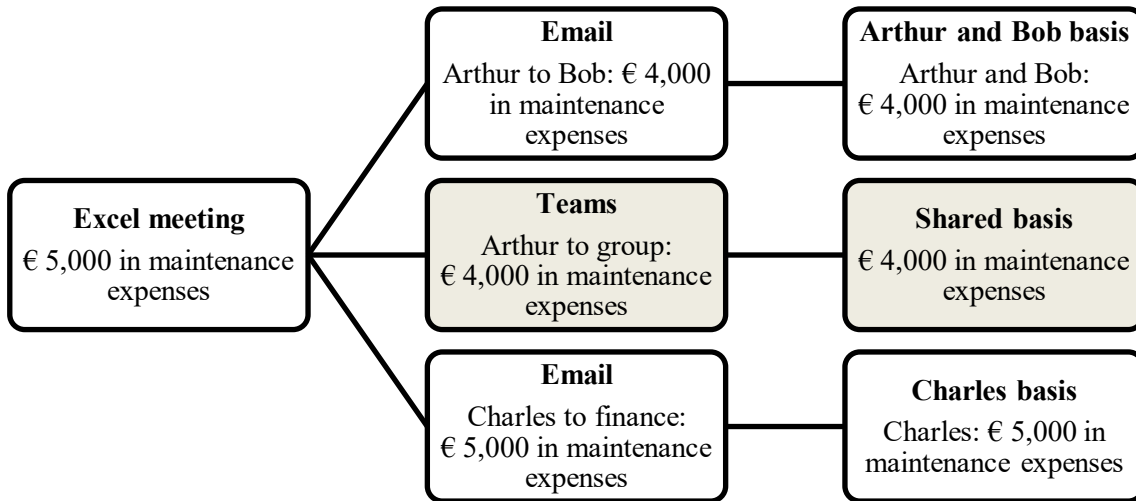 Excel meeting
€ 5,000 in maintenance
expenses
Email
Arthur to Bob: € 4,000
in maintenance
expenses
Arthur and Bob basis
Arthur and Bob:
€ 4,000 in maintenance
expenses
Teams
Arthur to group:
€ 4,000 in maintenance
expenses
Shared basis
€ 4,000 in maintenance
expenses
Email
Charles to finance:
€ 5,000 in maintenance
expenses
Charles basis
Charles: € 5,000 in
maintenance expenses